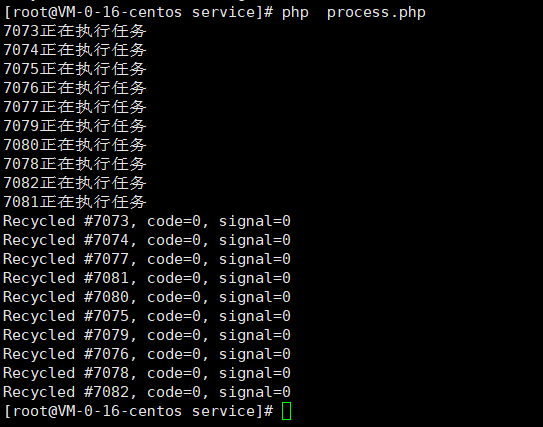 [root@VM-0-16-centos service]# php  process.php
7073正在执行任务
7074正在执行任务
7075正在执行任务
7076正在执行任务
7077正在执行任务
7079正在执行任务
7080正在执行任务
7078正在执行任务
7082正在执行任务
7081正在执行任务
Recycled #7073, code=0, signal=0
Recycled #7074, code=0, signal=0
Recycled #7077, code=0, signal=0
Recycled #7081, code=0, signal=0
Recycled #7080, code=0, signal=0
Recycled #7075, code=0, signal=0
Recycled #7079, code=0, signal=0
Recycled #7076, code=0, signal=0
Recycled #7078, code=0, signal=0
Recycled #7082, code=0, signal=0
[root@VM-0-16-centos service]#